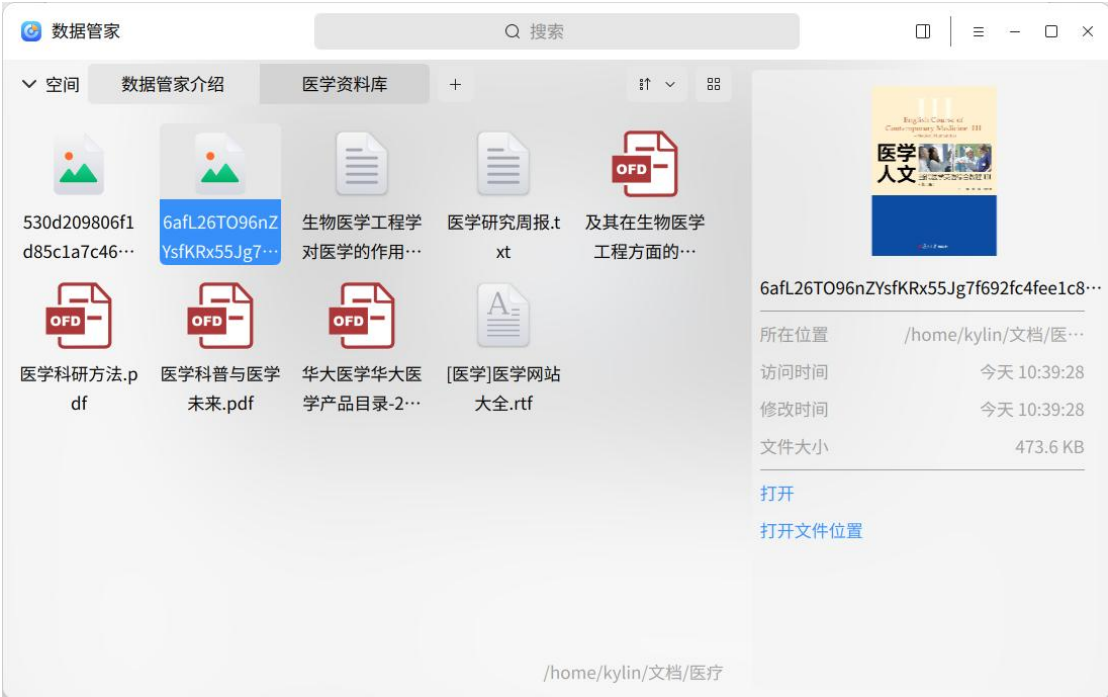 数据管家
搜索
空间
数据管家介绍
医学资料库
530d209806f1
d85c1a7c46…
6afL26TO96nZ
YsfKRx55Jg7…
生物医学工程学
对医学的作用…
医学研究周报.t
xt
及其在生物医学
工程方面的…
OFD
医学科研方法.p
df
OFD
医学科普与医学
未来.pdf
OFD
华大医学华大医
学产品目录-2…
OFD
[医学]医学网站
大全.rtf
English Course of
Contemporary Medicine III
医学
人文
6afL26TO96nZYsfKRx55Jg7f692fc4fee1c8…
所在位置
/home/kylin/文档/医…
访问时间
今天 10:39:28
修改时间
今天 10:39:28
文件大小
473.6 KB
打开
打开文件位置
/home/kylin/文档/医疗